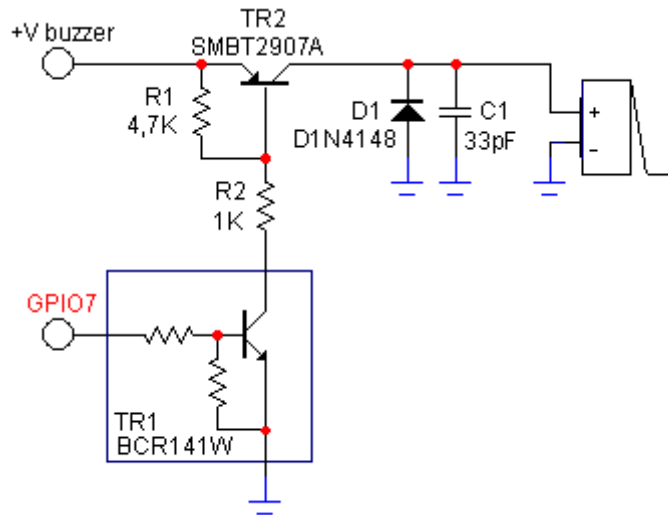 +V buzzer
TR2
SMBT2907A
R1
4,7K
D1
D1N4148
C1
33pF
+
-
R2
1K
GPIO7
TR1
BCR141W